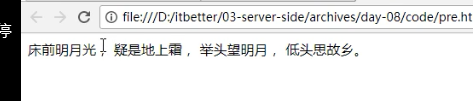 停
file:///D:/itbetter/03-server-side/archives/day-08/code/pre.ht
床前明月光，疑是地上霜，举头望明月，低头思故乡。